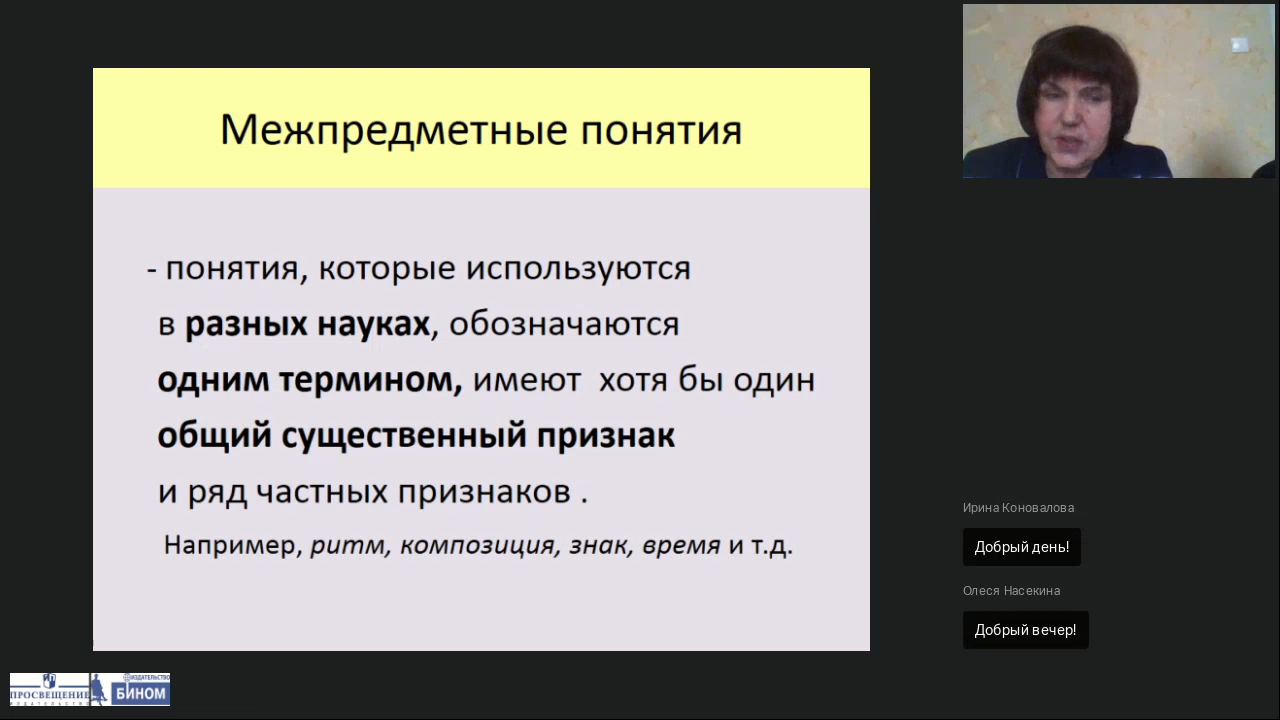 Межпредметные понятия
- понятия, которые используются
в разных науках, обозначаются
одним термином, имеют хотя бы один
общий существенный признак
и ряд частных признаков .
Например, ритм, композиция, знак, время и т.д.
Ирина Коновалова
Добрый день!
Олеся Насекина
Добрый вечер!
ПРОСВЕЩЕНИЕ
ИЗДАТЕЛЬСТВО
ИЗДАТЕЛЬСТВО
БИНОМ